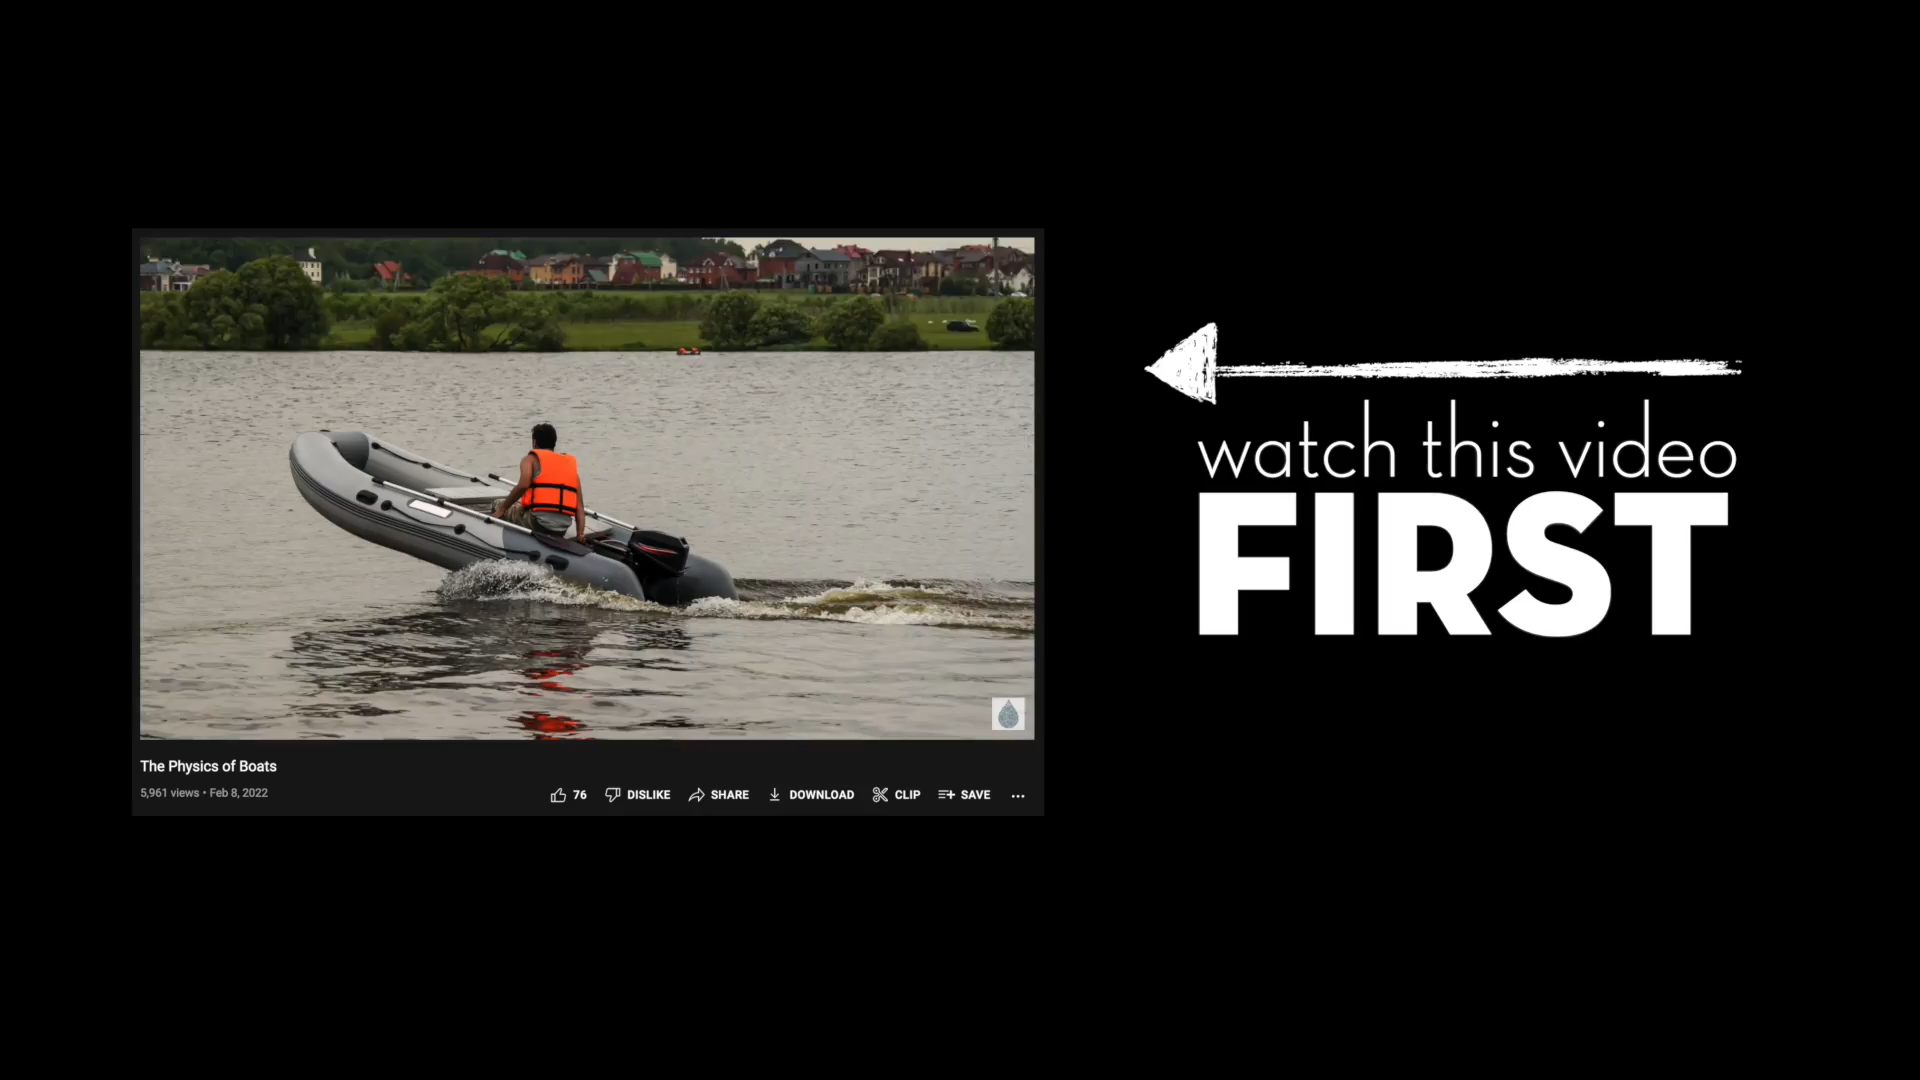 watch this video
FIRST
The Physics of Boats
5,961 views • Feb 8, 2022
76 DISLIKE SHARE DOWNLOAD CLIP SAVE ...